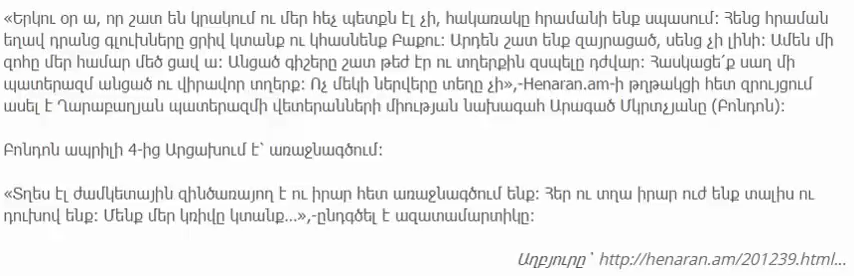 «Երկու օր ա, որ շատ են կրակում ու մեր հեչ պետքն էլ չի, հակառակը հրամանի ենք սպասում: Հենց հրաման
եղավ դրանց գլուխները ցրիվ կտանք ու կհասնենք Բաքու: Արդեն շատ ենք զայրացած, սենց չի լինի: Ամեն մի
զոհը մեր համար մեծ ցավ ա: Անցած գիշերը շատ թեժ էր ու տղերքին զսպելը դժվար: Հասկացե՛ք սաղ մի
պատերազմ անցած ու վիրավոր տղերք: Ոչ մեկի ներվերը տեղը չի»,-Henaran.am-ի թղթակցի հետ զրույցում
ասել է Ղարաբաղյան պատերազմի վետերանների միության նախագահ Արագած Մկրտչյանը (Բոնդոն):
Բոնդոն ապրիլի 4-ից Արցախում է՝ առաջնագծում:
«Տղես էլ ժամկետային զինծառայող է ու իրար հետ առաջնագծում ենք: Հեր ու տղա իրար ուժ ենք տալիս ու
դուխով ենք: Մենք մեր կռիվը կտանք...»,-ընդգծել է ազատամարտիկը:
Աղբյուրը՝ http://henaran.am/201239.html...